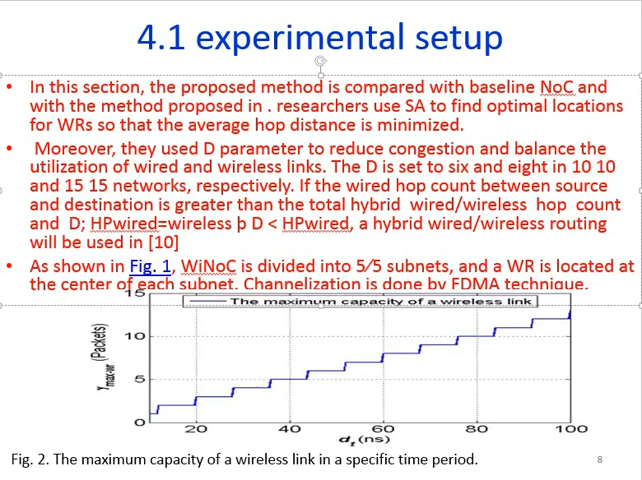 4.1 experimental setup
• In this section, the proposed method is compared with baseline NoC and
with the method proposed in . researchers use SA to find optimal locations
for WRs so that the average hop distance is minimized.
• Moreover, they used D parameter to reduce congestion and balance the
utilization of wired and wireless links. The D is set to six and eight in 10 10
and 15 15 networks, respectively. If the wired hop count between source
and destination is greater than the total hybrid wired/wireless hop count
and D; HPwired=wireless þ D < HPwired, a hybrid wired/wireless routing
will be used in [10]
• As shown in Fig. 1, WiNoC is divided into 5⁄5 subnets, and a WR is located at
the center of each subnet. Channelization is done by FDMA technique.
The maximum capacity of a wireless link
15
10
5
0
γmax-wr (Packets)
20 40 60 80 100
dt (ns)
Fig. 2. The maximum capacity of a wireless link in a specific time period.
8